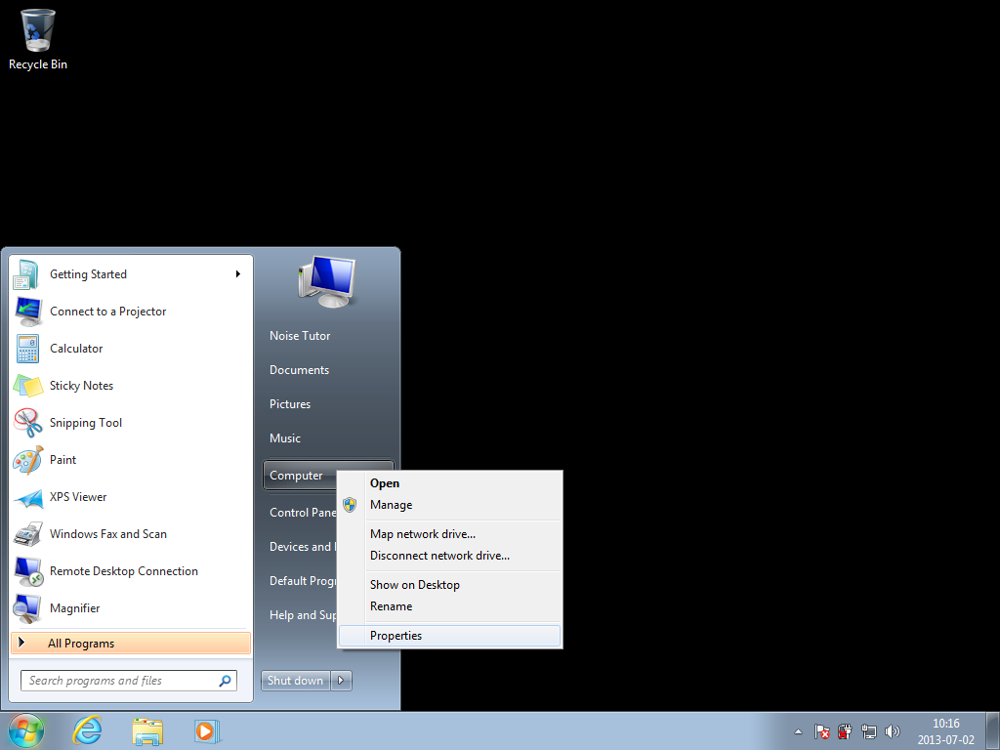 Recycle Bin
Getting Started
Connect to a Projector
Calculator
Sticky Notes
Snipping Tool
Paint
XPS Viewer
Windows Fax and Scan
Remote Desktop Connection
Magnifier
All Programs
Search programs and files
Noise Tutor
Documents
Pictures
Music
Computer
Control Pane
Devices and
Default Progr
Help and Sup
Shut down
Open
Manage
Map network drive...
Disconnect network drive...
Show on Desktop
Rename
Properties
10:16
2013-07-02